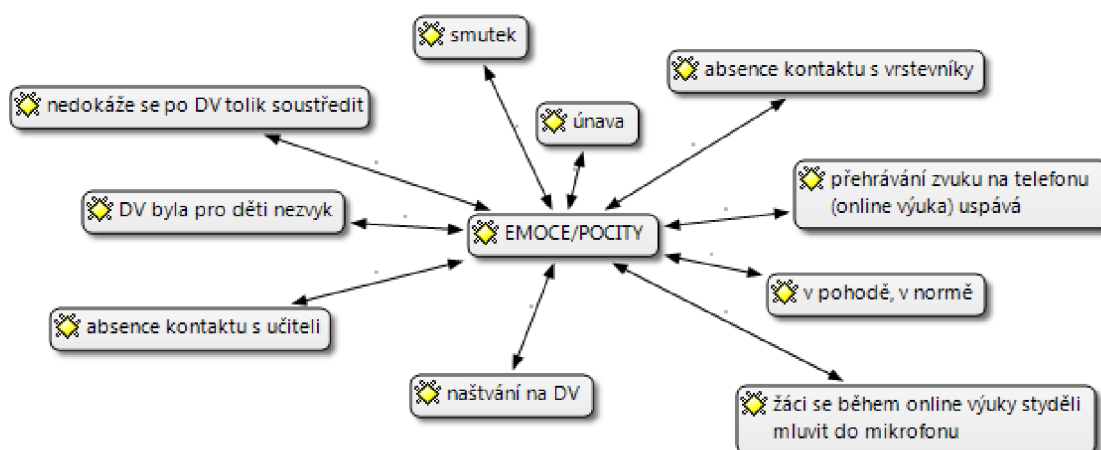 smutek
absence kontaktu s vrstevníky
nedokáže se po DV tolik soustředit
únava
přehrávání zvuku na telefonu
(online výuka) uspává
DV byla pro děti nezvyk
EMOCE/POCITY
v pohodě, v normě
absence kontaktu s učiteli
naštvání na DV
žáci se během online výuky styděli
mluvit do mikrofonu